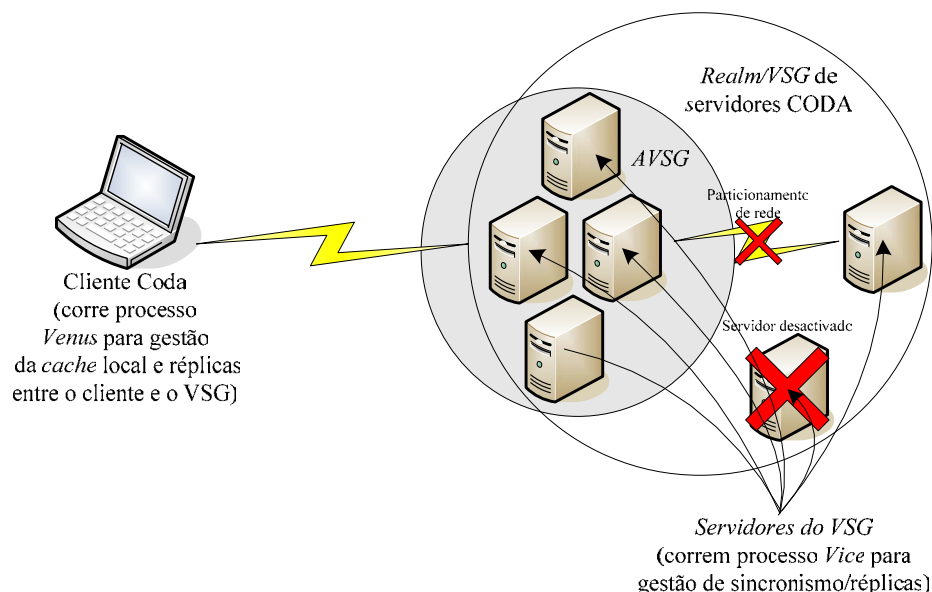 Realm/VSG de
servidores CODA
AVSG
Particionamento
de rede
Cliente Coda
(corre processo
Venus para gestão
da cache local e réplicas
entre o cliente e o VSG)
Servidor desactivado
Servidores do VSG
(correm processo Vice para
gestão de sincronismo/réplicas)